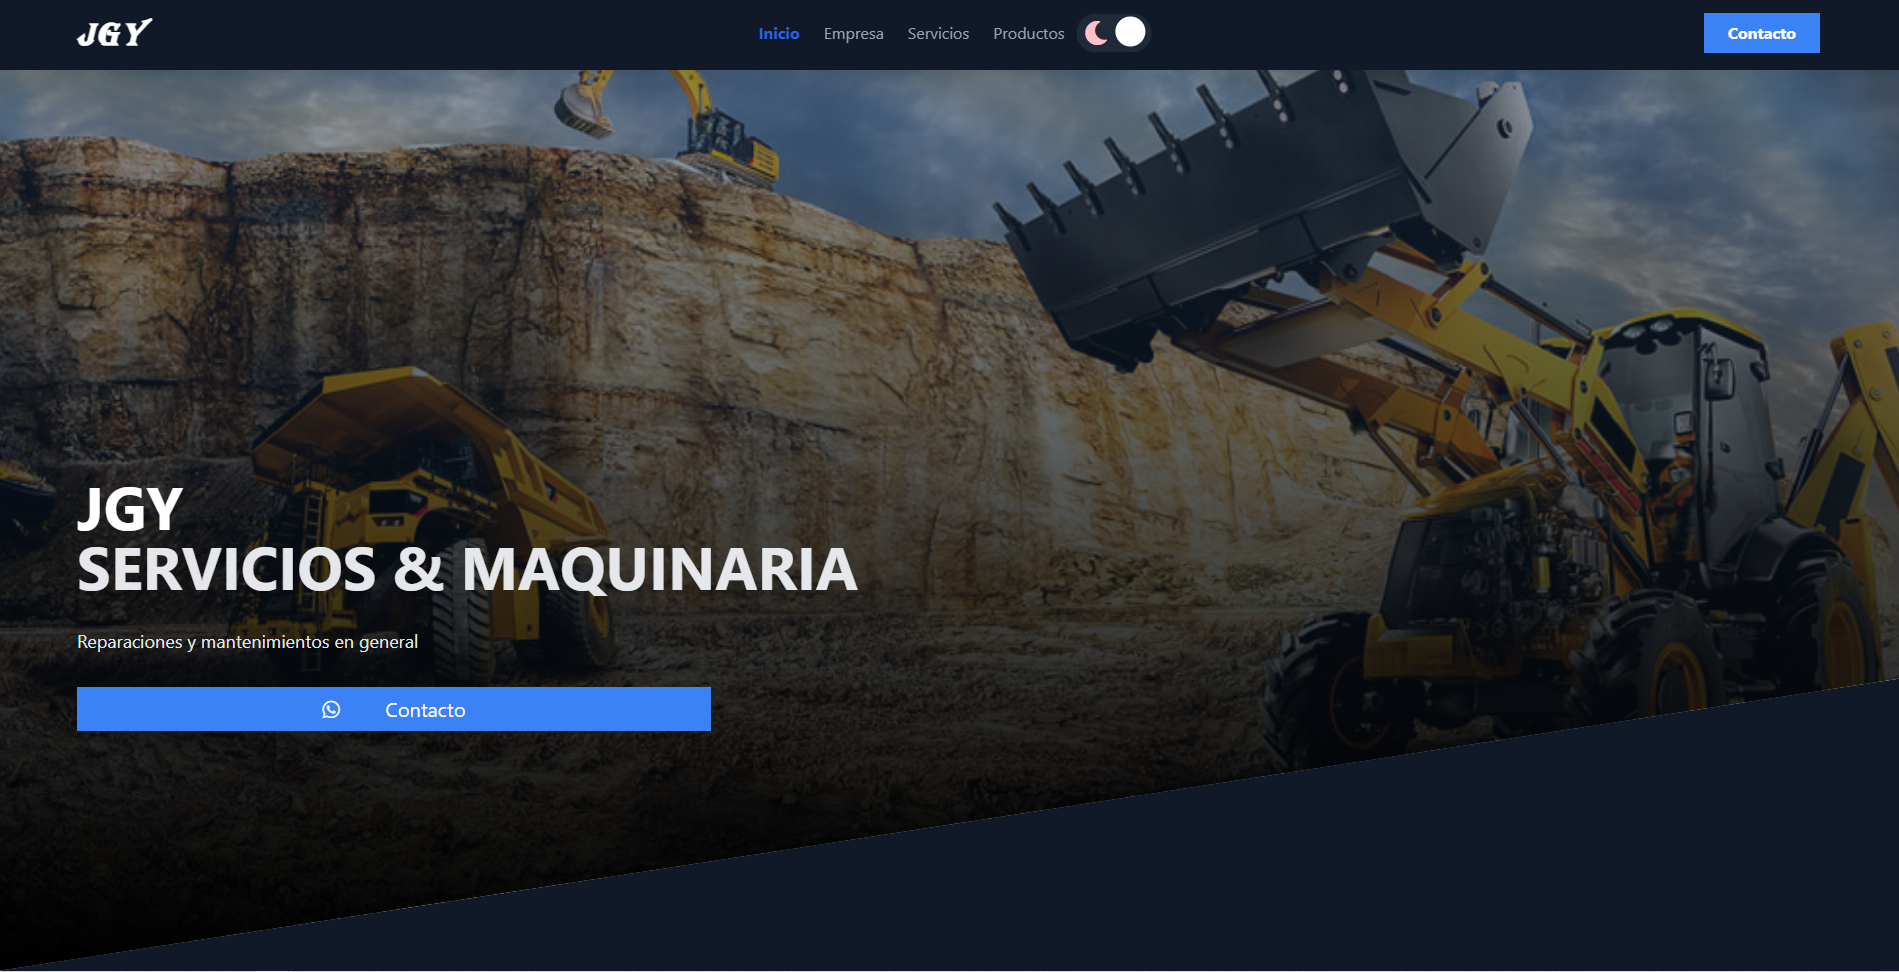 JGY
Inicio
Empresa
Servicios
Productos
Contacto
JGY
SERVICIOS & MAQUINARIA
Reparaciones y mantenimientos en general
Contacto